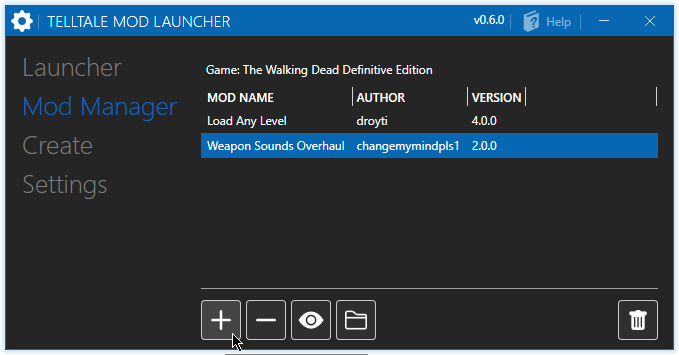 TELLTALE MOD LAUNCHER v0.6.0 Help
Launcher
Mod Manager
Create
Settings
Game: The Walking Dead Definitive Edition
MOD NAME AUTHOR VERSION
Load Any Level droyti 4.0.0
Weapon Sounds Overhaul changemymindpls1 2.0.0